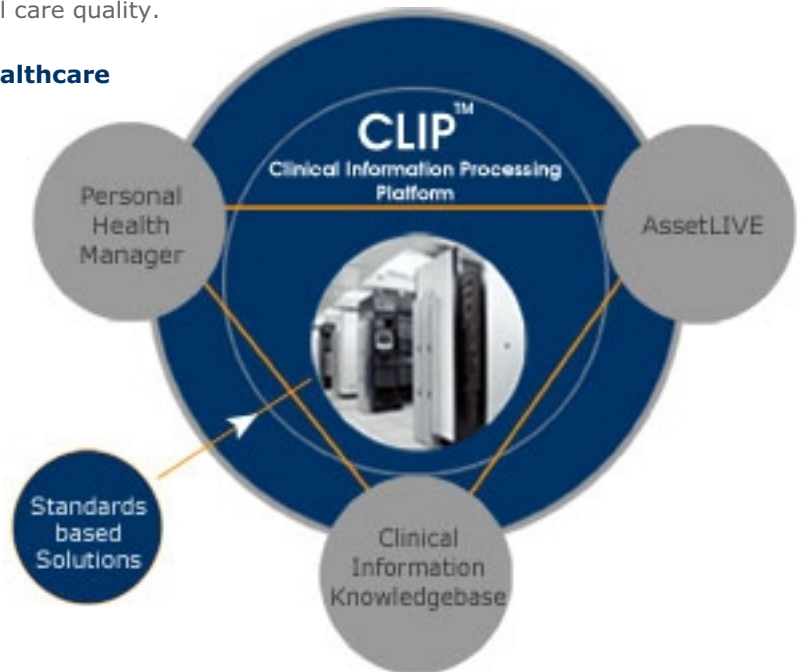 l care quality.
althcare
CLIP™
Clinical Information Processing
Platform
Personal
Health
Manager
AssetLIVE
Standards
based
Solutions
Clinical
Information
Knowledgebase